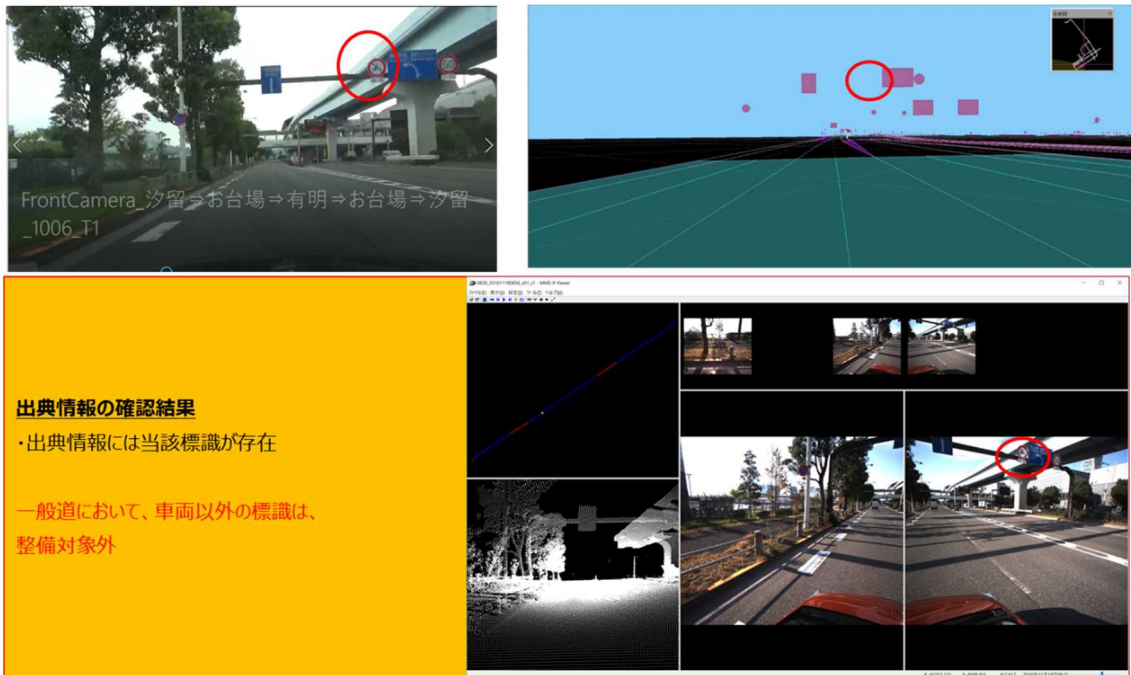 FrontCamera_汐留⇒お台場⇒有明⇒お台場⇒汐留
_1006_T1
出典情報の確認結果
・出典情報には当該標識が存在
一般道において、車両以外の標識は、
整備対象外